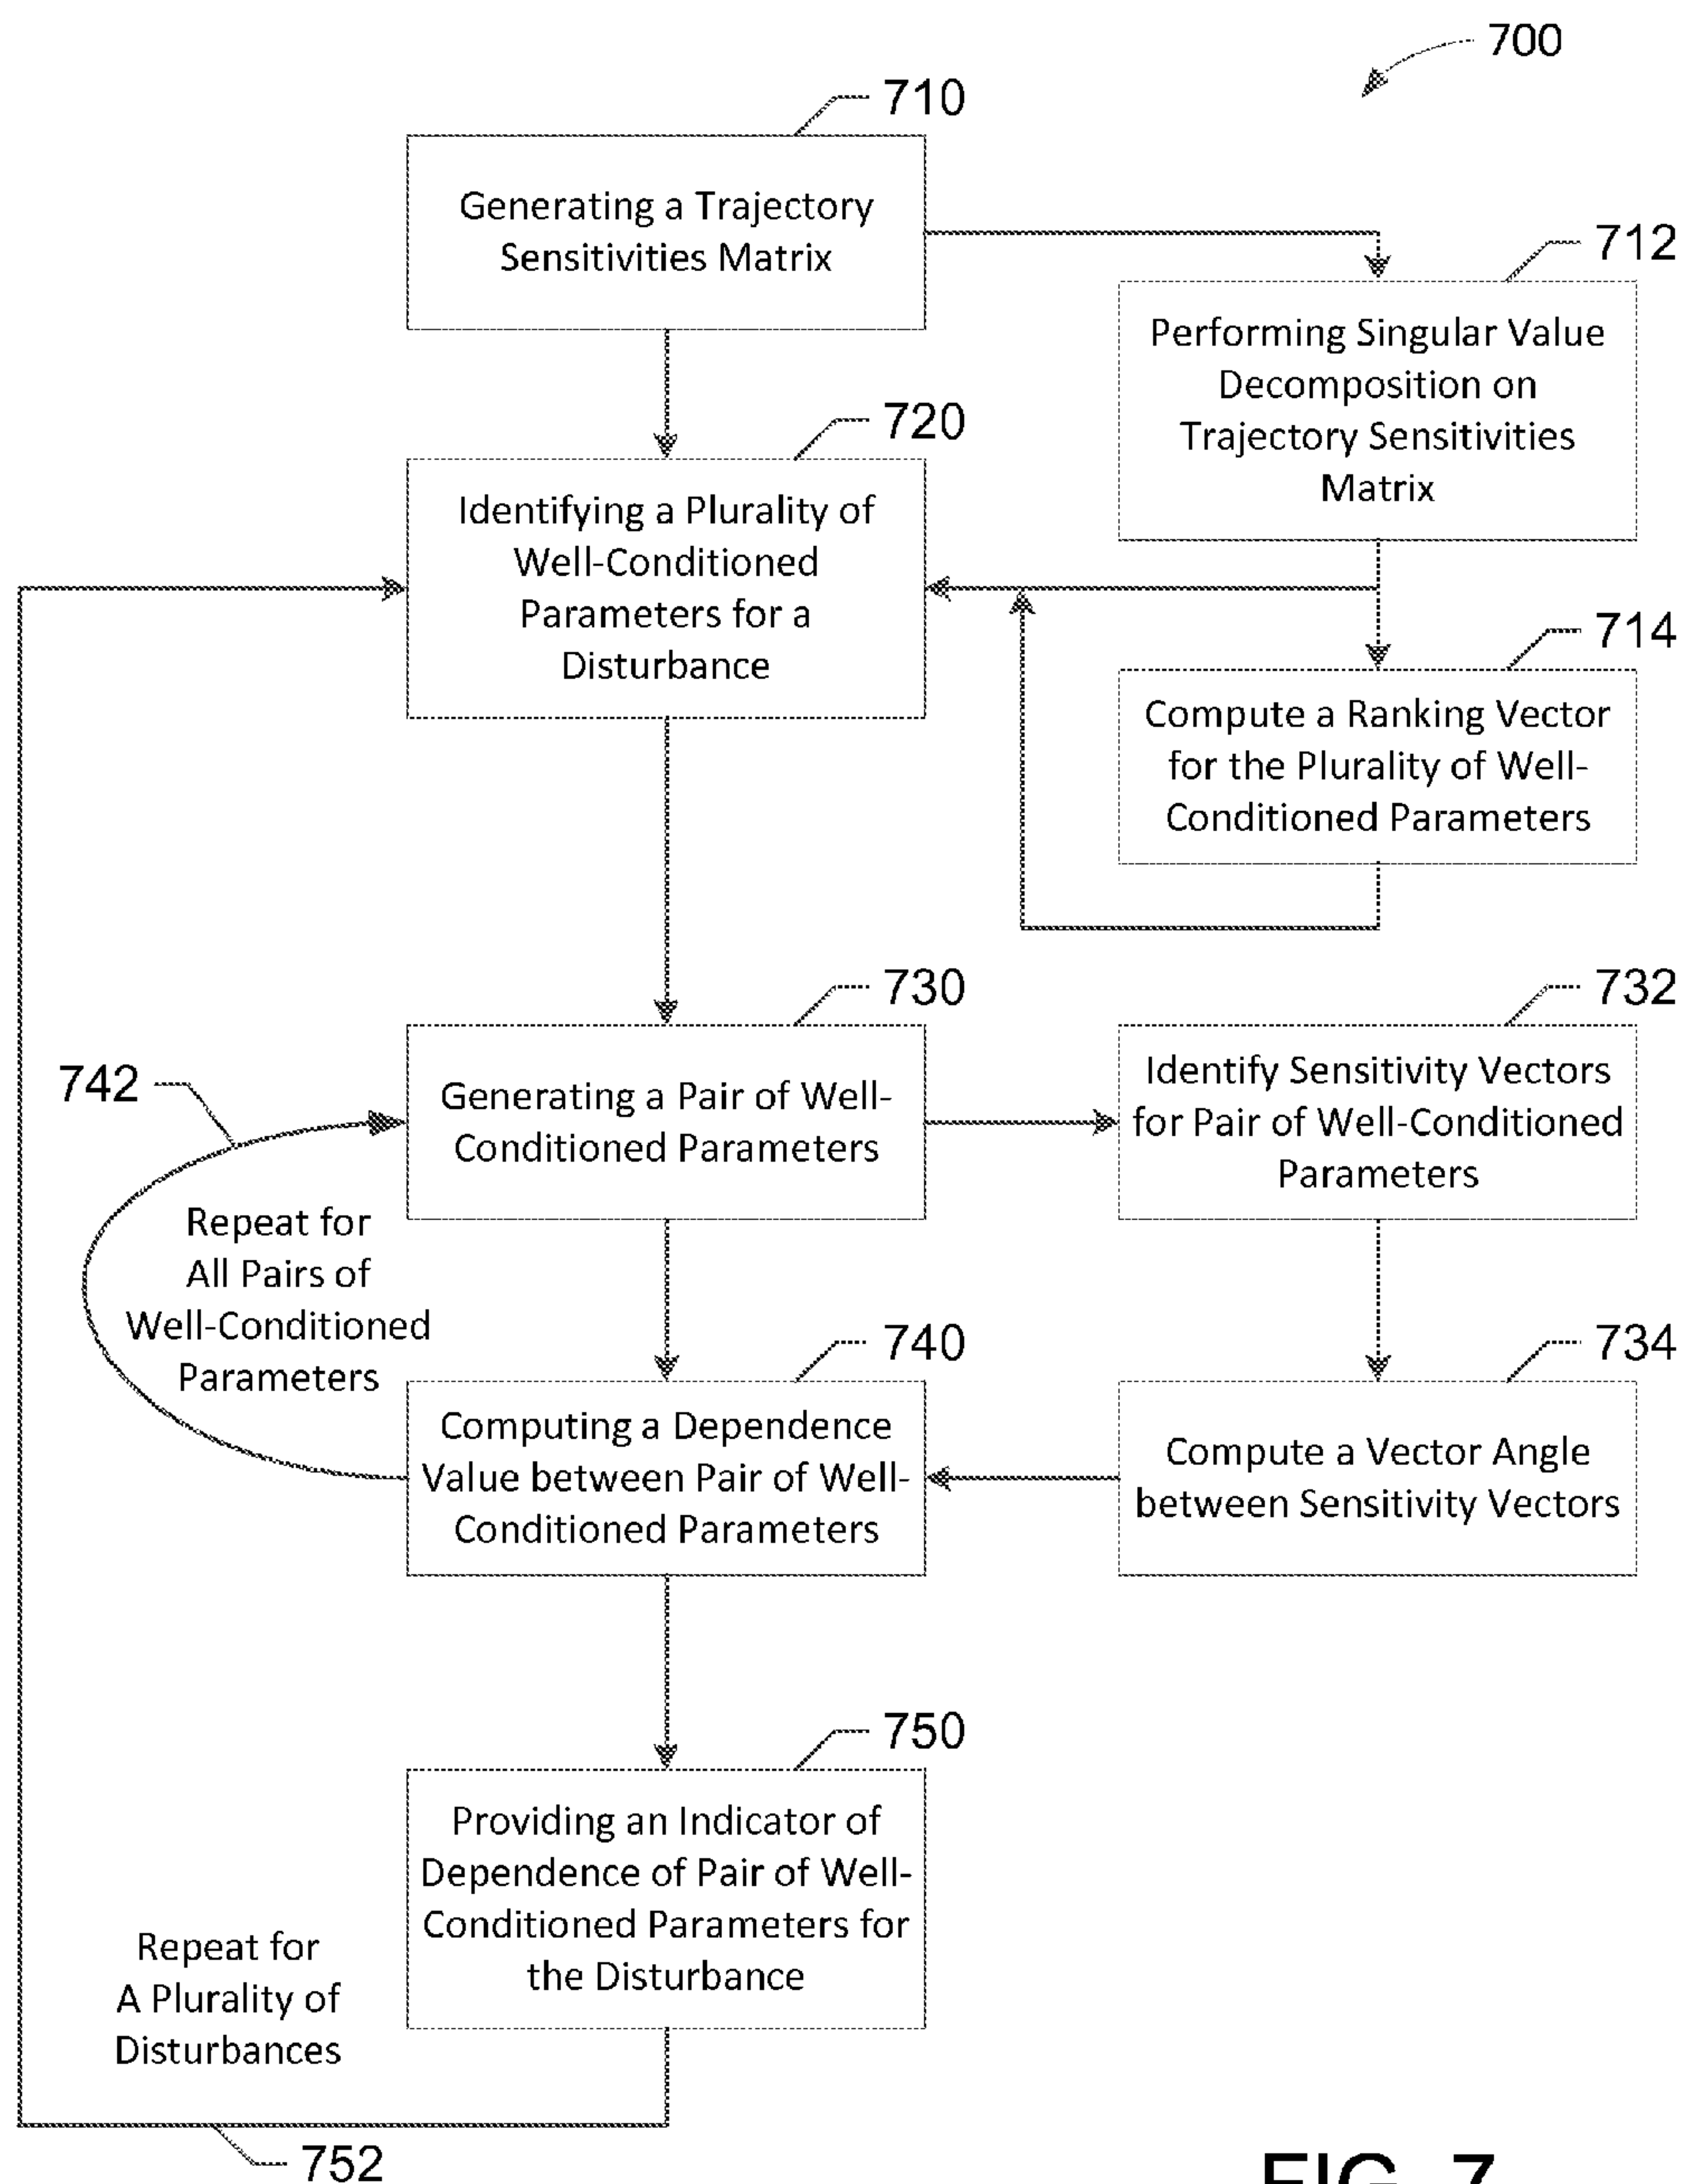 700
710
Generating a Trajectory
Sensitivities Matrix
712
Performing Singular Value
Decomposition on
Trajectory Sensitivities
Matrix
720
Identifying a Plurality of
Well-Conditioned
Parameters for a
Disturbance
714
Compute a Ranking Vector
for the Plurality of Well-
Conditioned Parameters
730
Generating a Pair of Well-
Conditioned Parameters
732
Identify Sensitivity Vectors
for Pair of Well-Conditioned
Parameters
742
Repeat for
All Pairs of
Well-Conditioned
Parameters
740
Computing a Dependence
Value between Pair of Well-
Conditioned Parameters
734
Compute a Vector Angle
between Sensitivity Vectors
750
Providing an Indicator of
Dependence of Pair of Well-
Conditioned Parameters for
the Disturbance
Repeat for
A Plurality of
Disturbances
752
FIG. 7